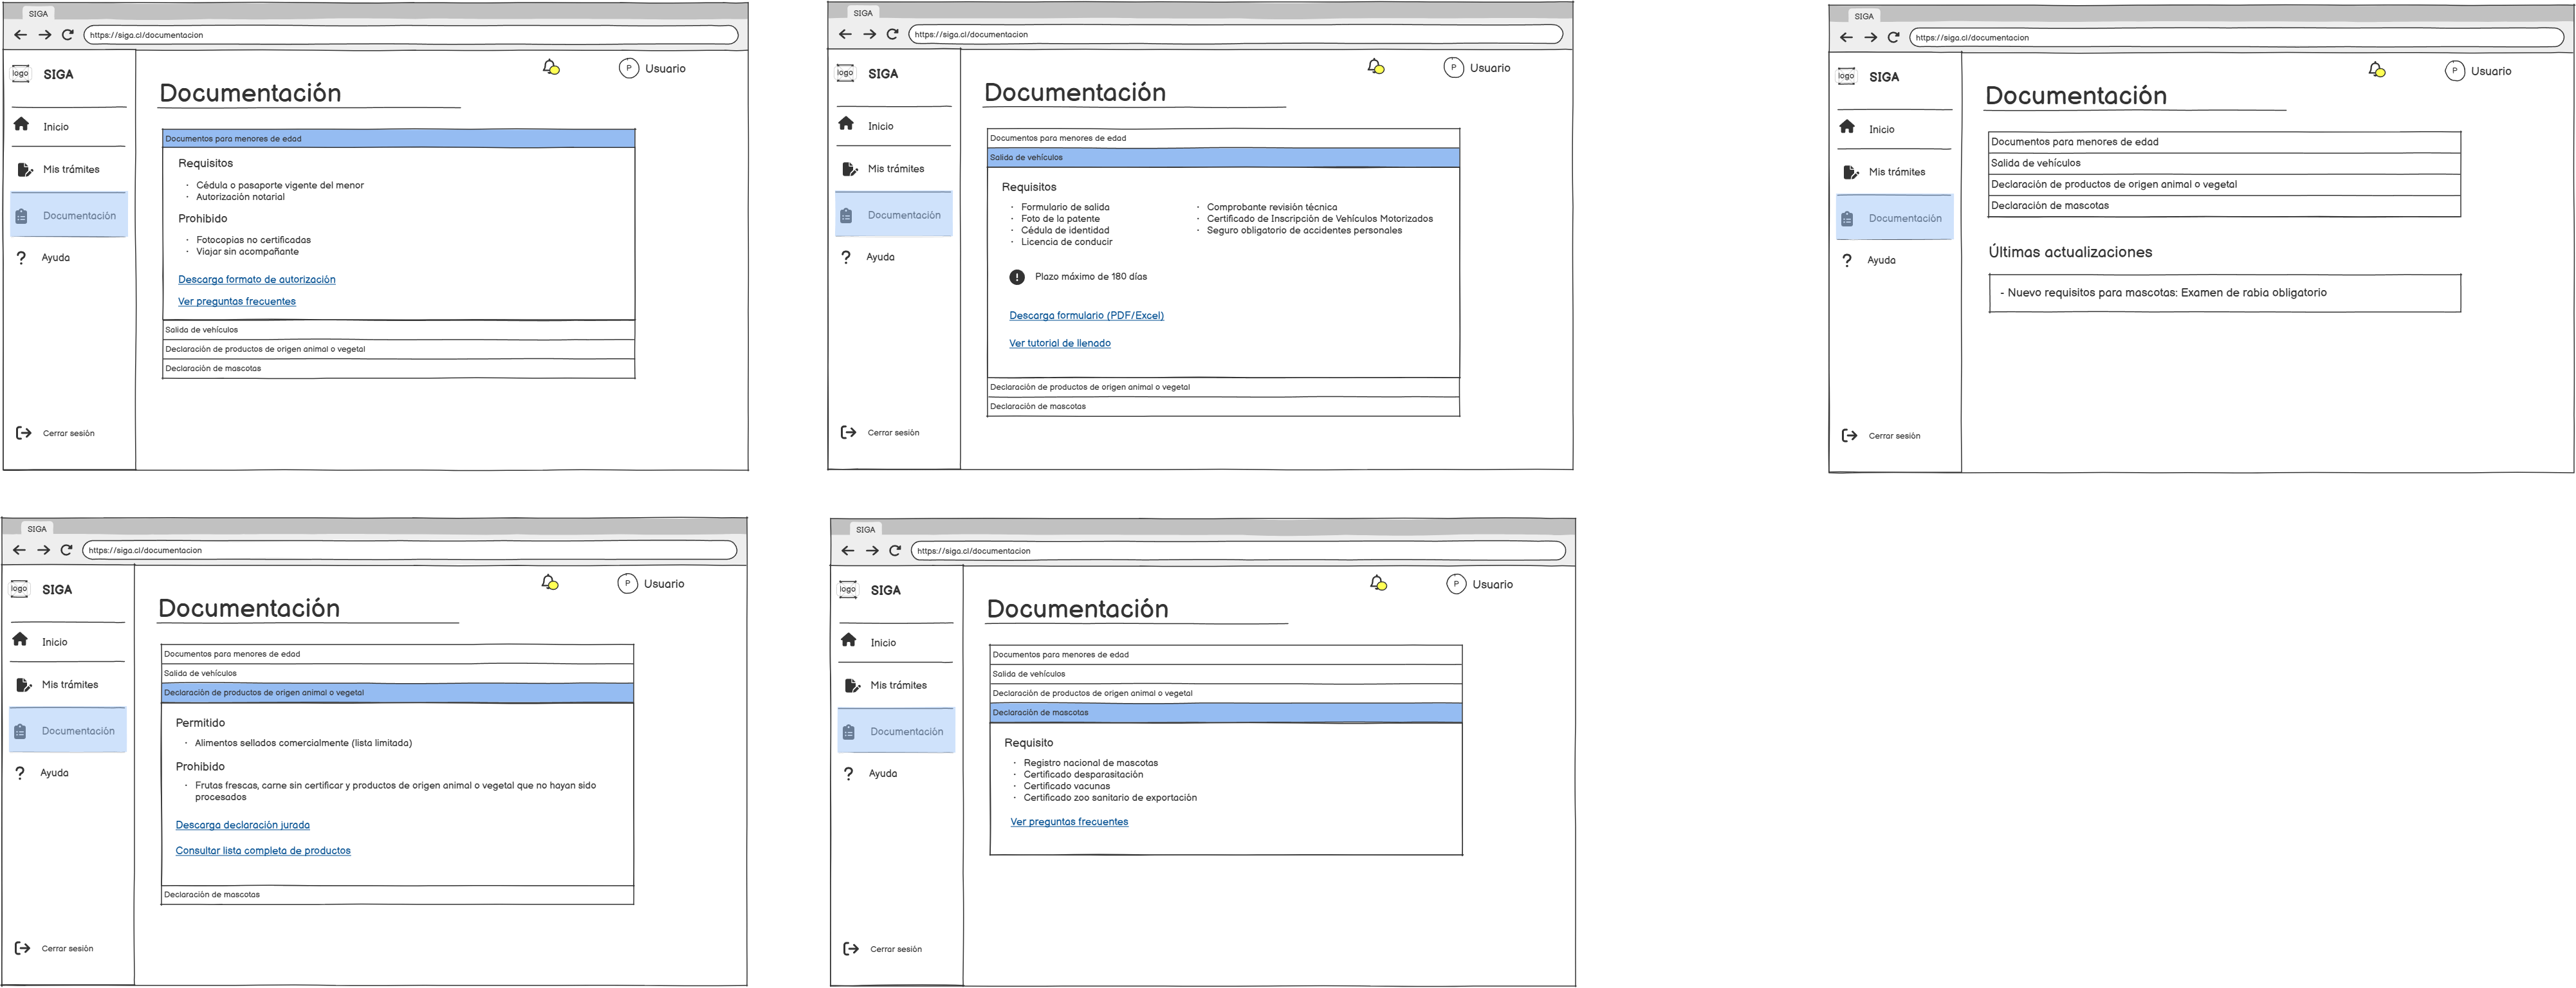 SIGA
https://siga.cl/documentacion
logo SIGA
P Usuario
Documentación
Inicio
Mis trámites
Documentación
? Ayuda
Cerrar sesión
Documentos para menores de edad
Requisitos
· Cédula o pasaporte vigente del menor
· Autorización notarial
Prohibido
· Fotocopias no certificadas
· Viajar sin acompañante
Descarga formato de autorización
Ver preguntas frecuentes
Salida de vehículos
Declaración de productos de origen animal o vegetal
Declaración de mascotas
SIGA
https://siga.cl/documentacion
logo SIGA
P Usuario
Documentación
Inicio
Mis trámites
Documentación
? Ayuda
Cerrar sesión
Documentos para menores de edad
Salida de vehículos
Requisitos
· Formulario de salida
· Foto de la patente
· Cédula de identidad
· Licencia de conducir
· Comprobante revisión técnica
· Certificado de Inscripción de Vehículos Motorizados
· Seguro obligatorio de accidentes personales
! Plazo máximo de 180 días
Descarga formulario (PDF/Excel)
Ver tutorial de llenado
Declaración de productos de origen animal o vegetal
Declaración de mascotas
SIGA
https://siga.cl/documentacion
logo SIGA
P Usuario
Documentación
Inicio
Mis trámites
Documentación
? Ayuda
Cerrar sesión
Documentos para menores de edad
Salida de vehículos
Declaración de productos de origen animal o vegetal
Declaración de mascotas
Últimas actualizaciones
- Nuevo requisitos para mascotas: Examen de rabia obligatorio
SIGA
https://siga.cl/documentacion
logo SIGA
P Usuario
Documentación
Inicio
Mis trámites
Documentación
? Ayuda
Cerrar sesión
Documentos para menores de edad
Salida de vehículos
Declaración de productos de origen animal o vegetal
Permitido
· Alimentos sellados comercialmente (lista limitada)
Prohibido
· Frutas frescas, carne sin certificar y productos de origen animal o vegetal que no hayan sido
procesados
Descarga declaración jurada
Consultar lista completa de productos
Declaración de mascotas
SIGA
https://siga.cl/documentacion
logo SIGA
P Usuario
Documentación
Inicio
Mis trámites
Documentación
? Ayuda
Cerrar sesión
Documentos para menores de edad
Salida de vehículos
Declaración de productos de origen animal o vegetal
Declaración de mascotas
Requisito
· Registro nacional de mascotas
· Certificado desparasitación
· Certificado vacunas
· Certificado zoo sanitario de exportación
Ver preguntas frecuentes